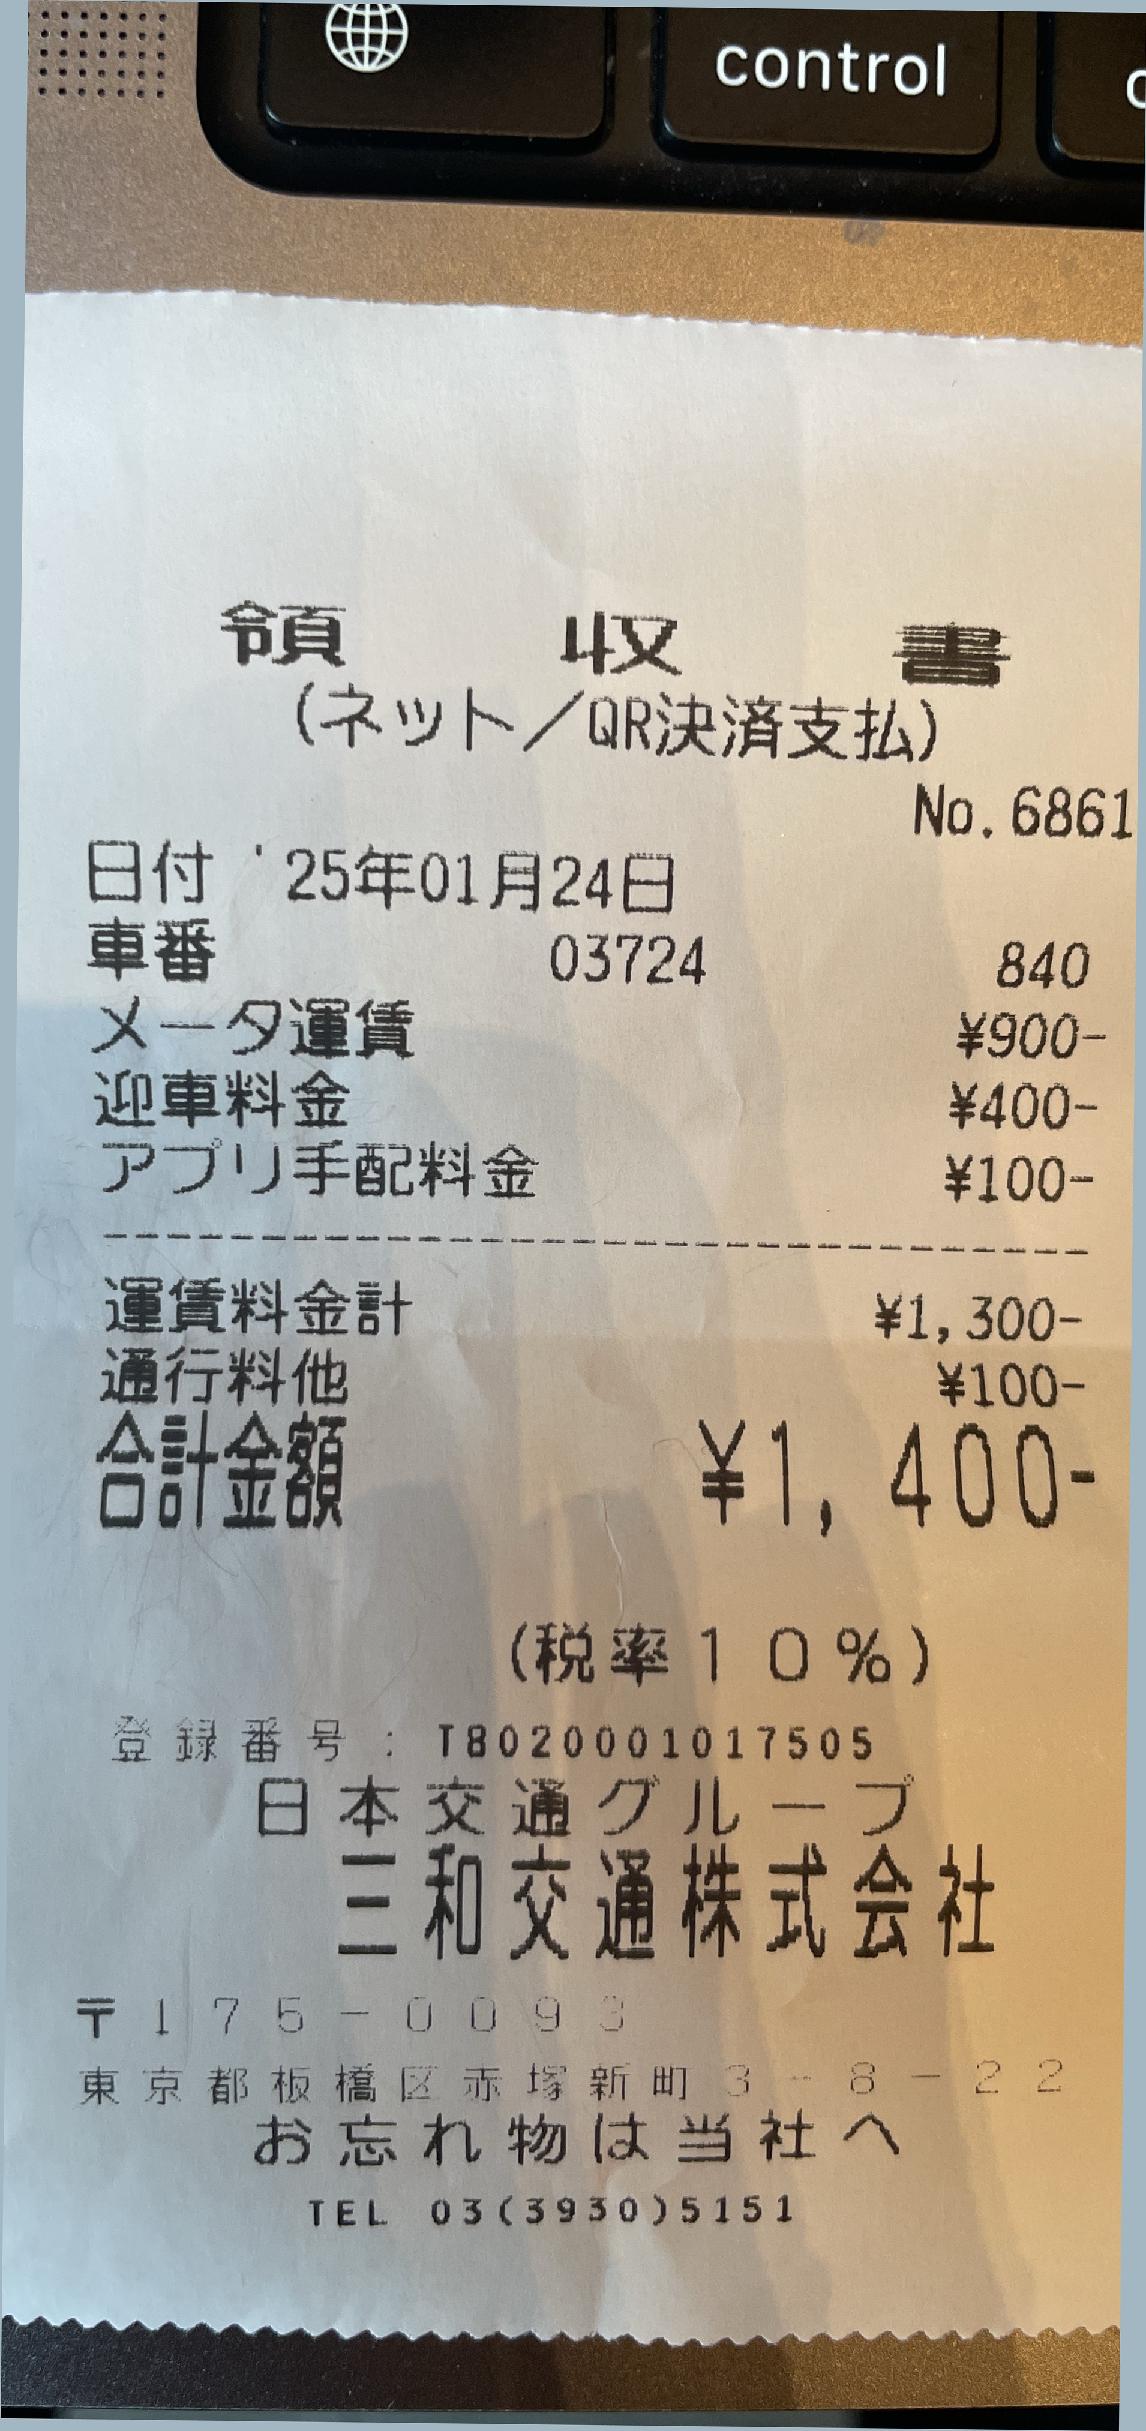 control
領収書
(ネット／QR決済支払)
No.6861
日付 '25年01月24日
車番 03724 840
メータ運賃 ¥900-
迎車料金 ¥400-
アプリ手配料金 ¥100-
運賃料金計 ¥1,300-
通行料他 ¥100-
合計金額 ¥1,400-
(税率10%)
登録番号:T8020001017505
日本交通グループ
三和交通株式会社
〒175-0093
東京都板橋区赤塚新町3-8-22
お忘れ物は当社へ
TEL 03(3930)5151